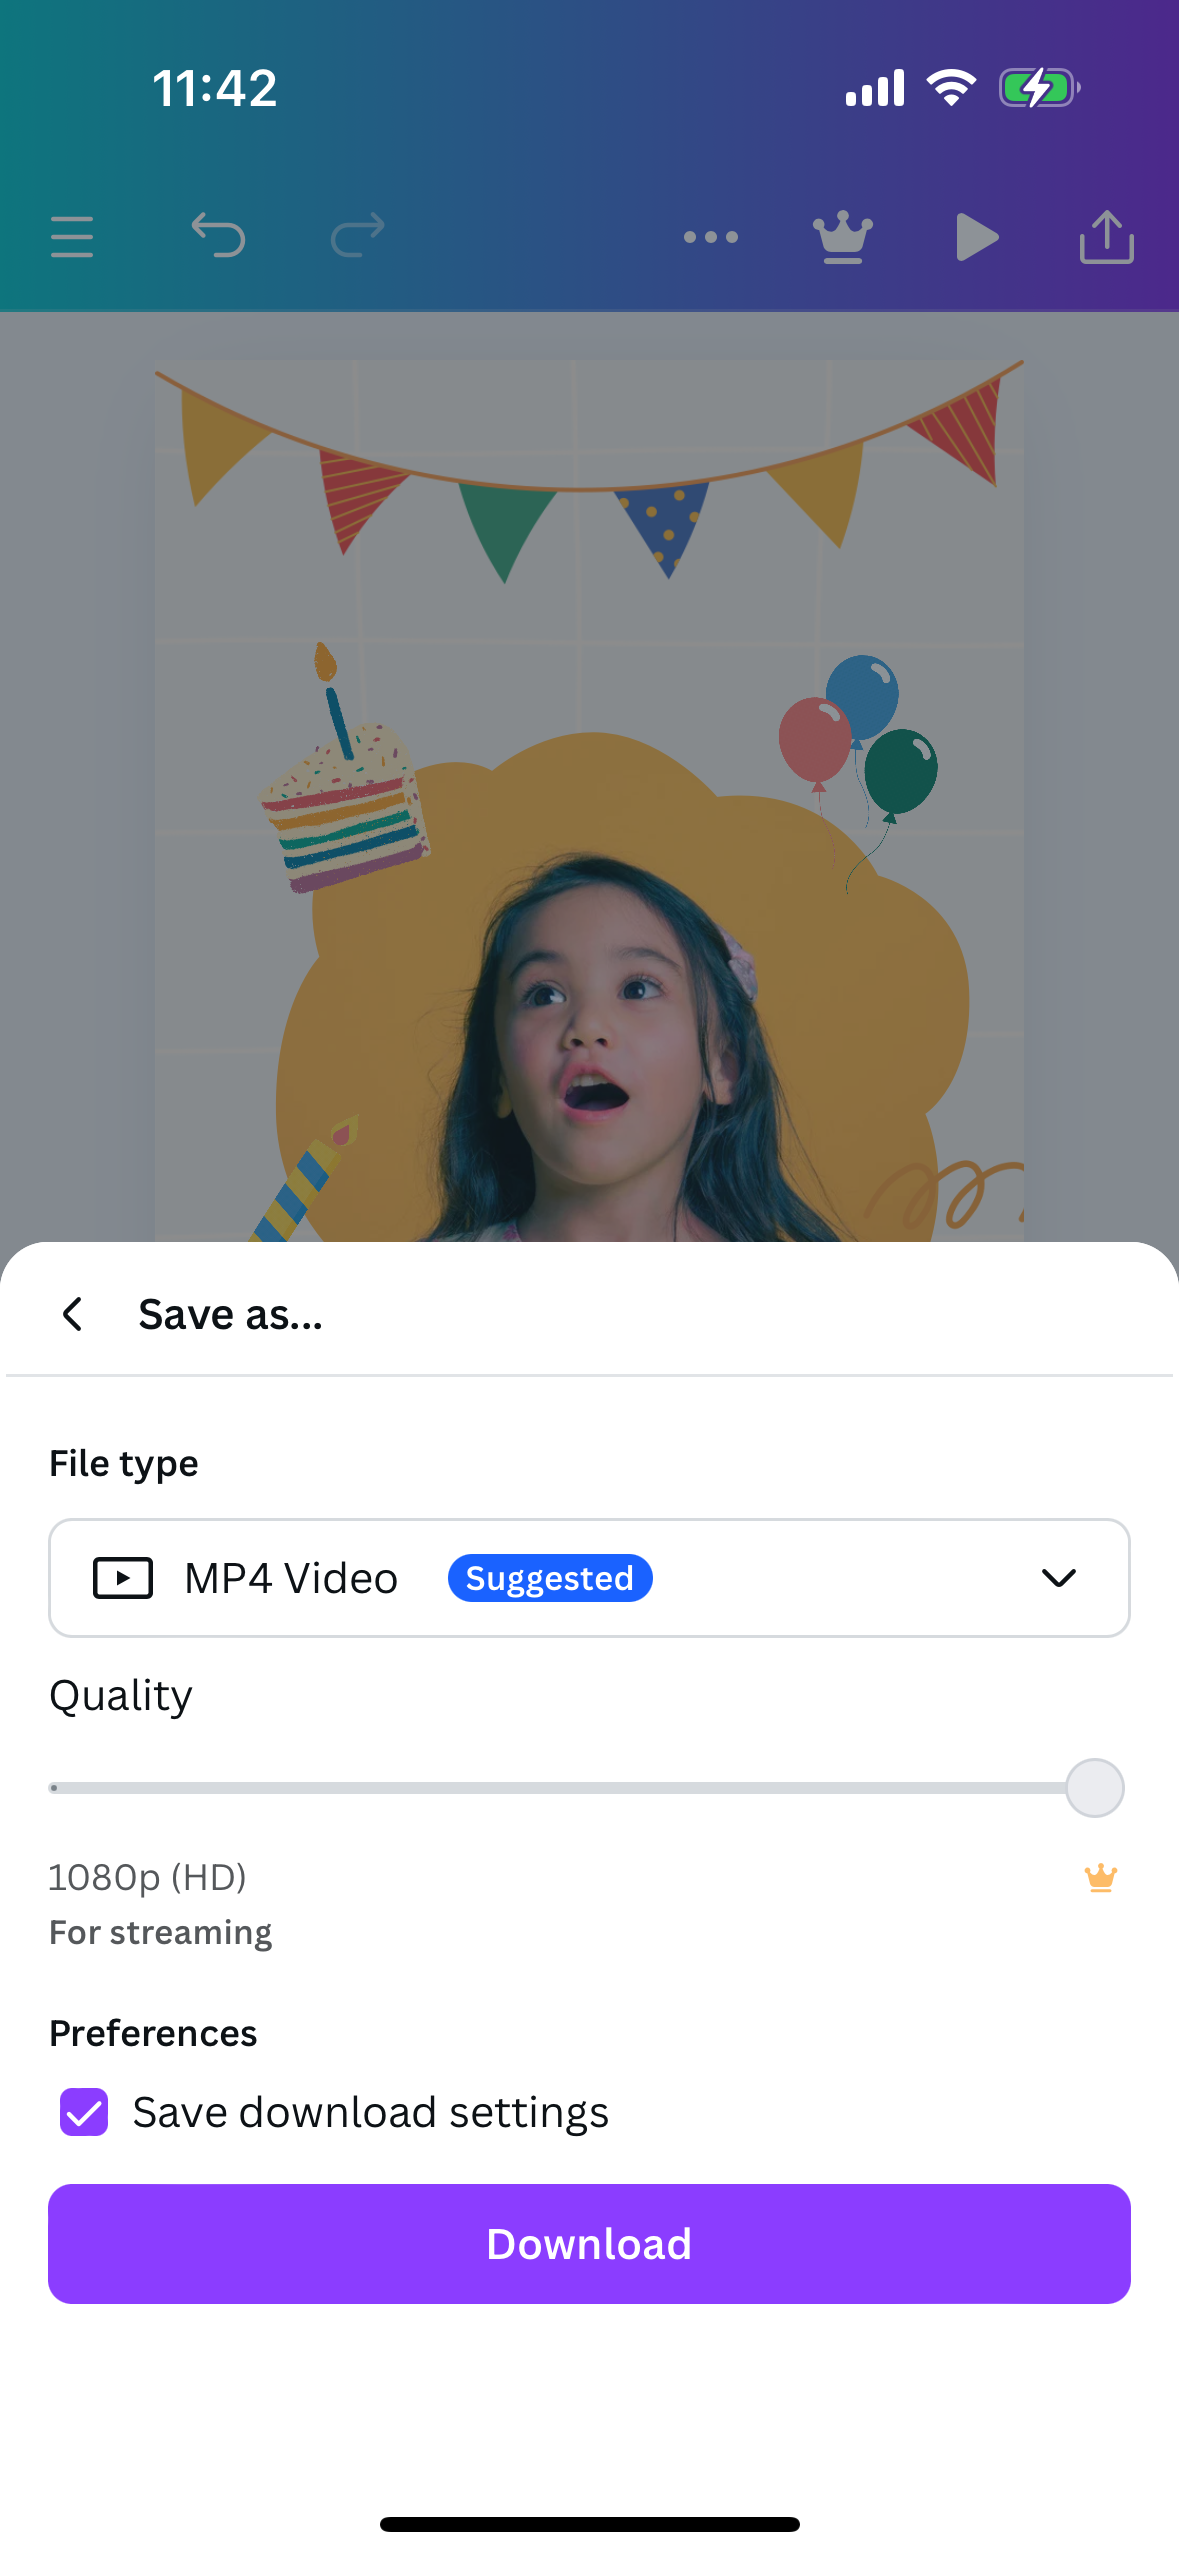 11:42
Save as...
File type
MP4 Video Suggested
Quality
1080p (HD)
For streaming
Preferences
Save download settings
Download